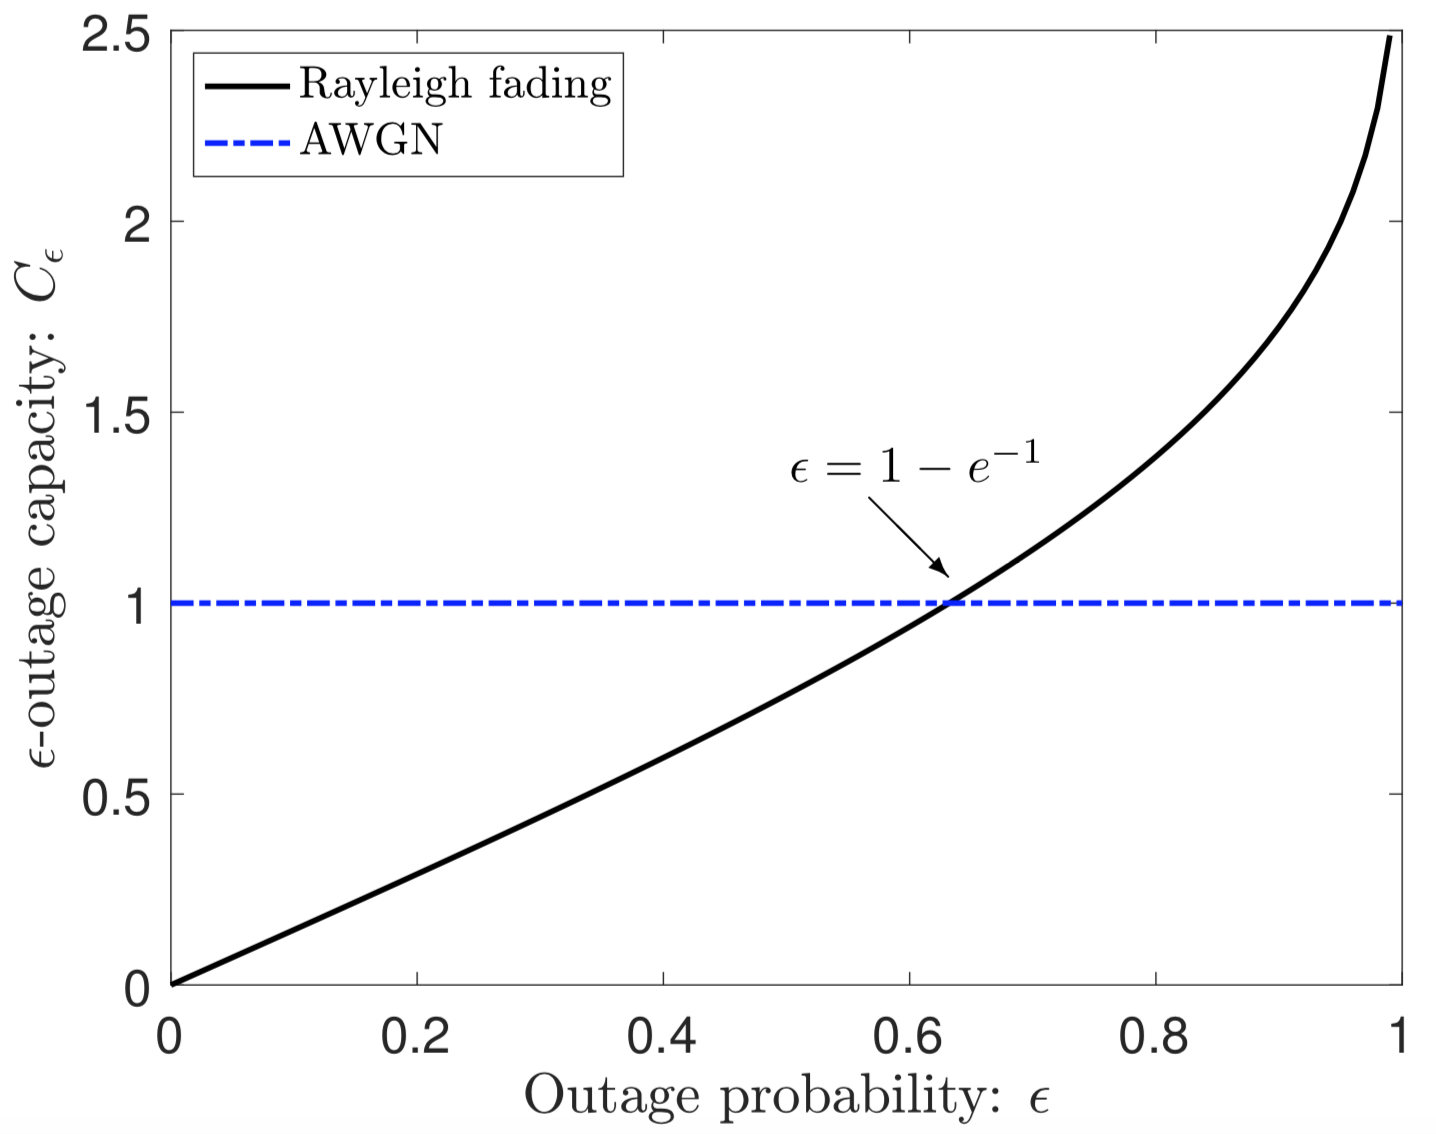 2.5
2
1.5
1
0.5
0
Rayleigh fading
AWGN
ϵ = 1 − e⁻¹
ϵ-outage capacity: Cϵ
0 0.2 0.4 0.6 0.8 1
Outage probability: ϵ